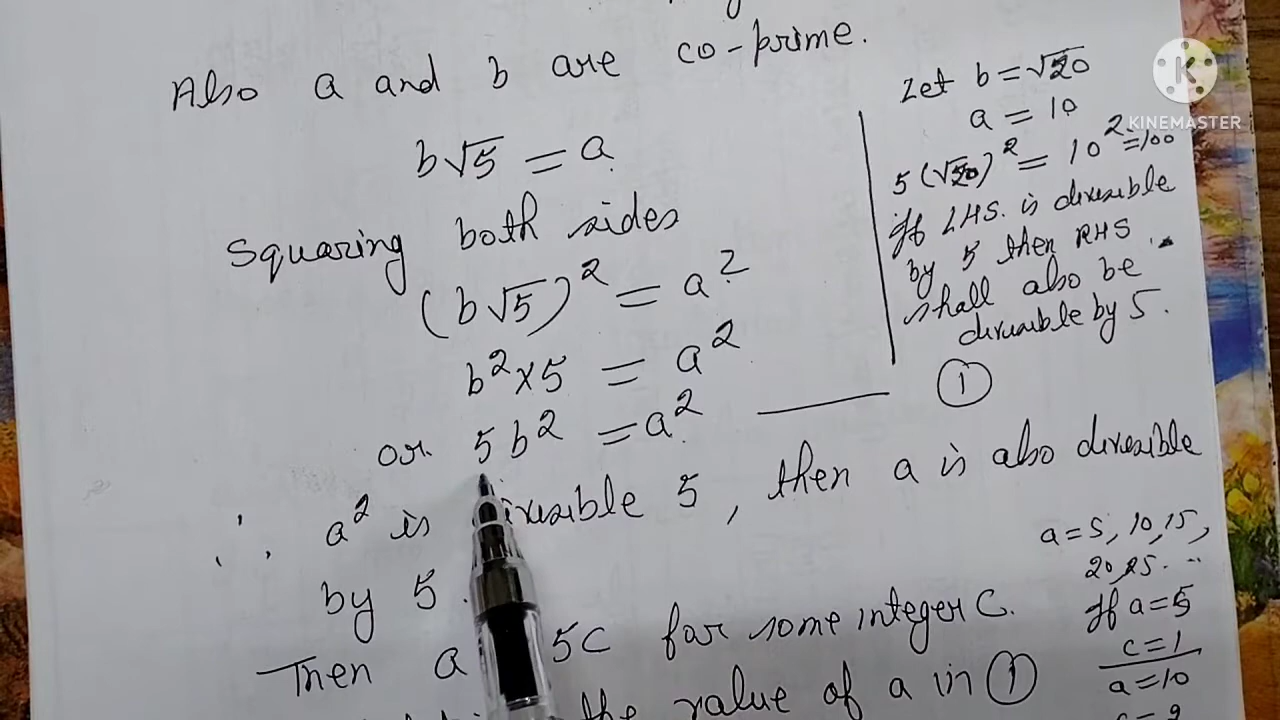 Also a and b are co-prime.
b√5 = a
Squaring both sides
(b√5)² = a²
b² × 5 = a²
or 5b² = a² ——— ①
∴ a² is divisible 5, then a is also divisible
by 5.
Then a 5C for some integer C.
the value of a in ①
Let b = √20
a = 10
5(√20)² = 10² = 100
If LHS. is divisible
by 5 then RHS
shall also be
divisible by 5.
a = 5, 10, 15,
20, 25...
If a = 5
c = 1
a = 10
KINEMASTER